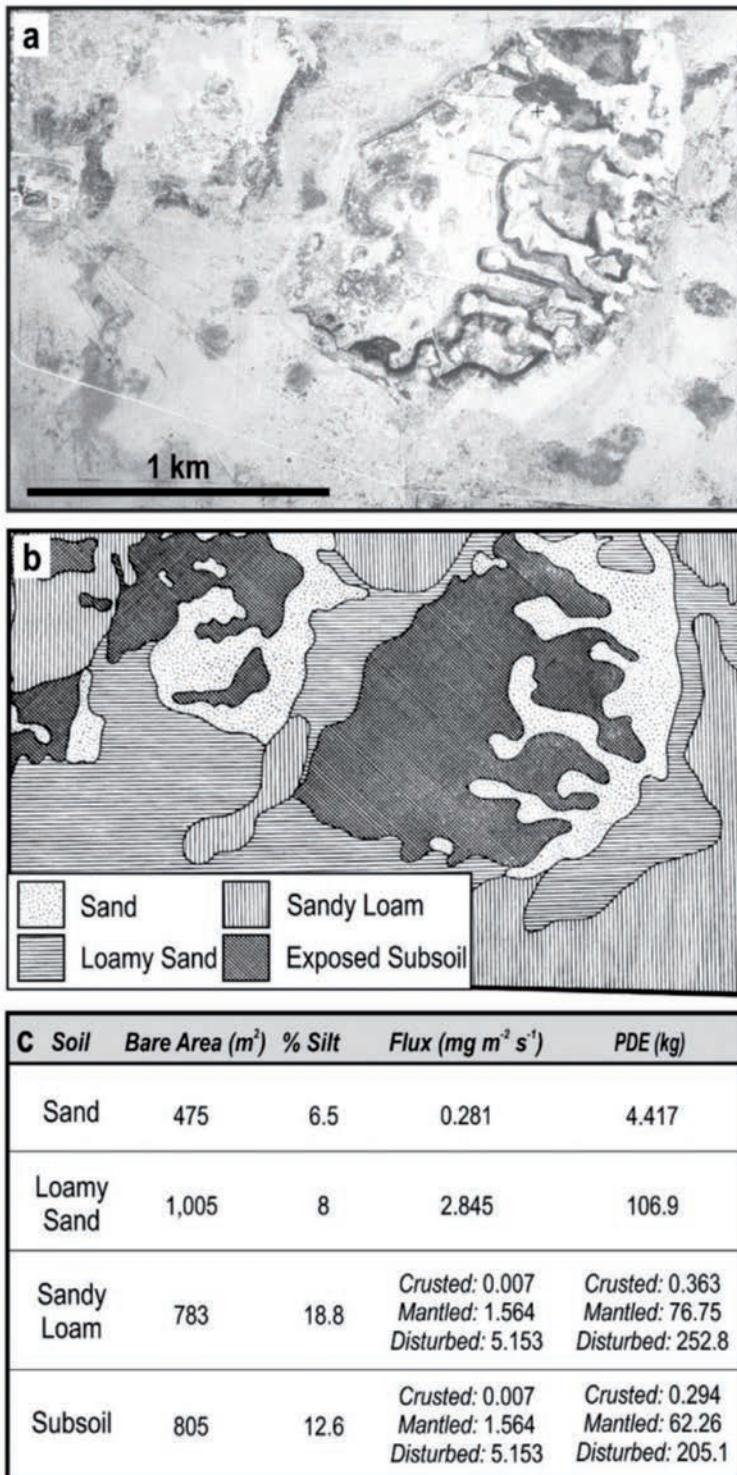 a
1 km
b
Sand
Sandy Loam
Loamy Sand
Exposed Subsoil
c Soil Bare Area (m²) % Silt Flux (mg m⁻² s⁻¹) PDE (kg)
Sand 475 6.5 0.281 4.417
Loamy
Sand 1,005 8 2.845 106.9
Sandy
Loam 783 18.8 Crusted: 0.007 Crusted: 0.363
Mantled: 1.564 Mantled: 76.75
Disturbed: 5.153 Disturbed: 252.8
Subsoil 805 12.6 Crusted: 0.007 Crusted: 0.294
Mantled: 1.564 Mantled: 62.26
Disturbed: 5.153 Disturbed: 205.1